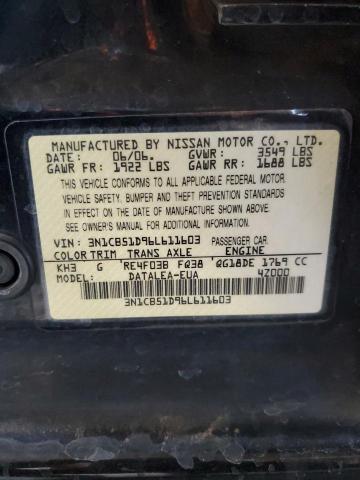 MANUFACTURED BY NISSAN MOTOR CO., LTD.
DATE: 06/06. GVWR: 3549 LBS
GAWR FR: 1922 LBS GAWR RR: 1688 LBS
THIS VEHICLE CONFORMS TO ALL APPLICABLE FEDERAL MOTOR
VEHICLE SAFETY, BUMPER AND THEFT PREVENTION STANDARDS
IN EFFECT ON THE DATE OF MANUFACTURE SHOWN ABOVE.
SEE OWNER'S MANUAL FOR FURTHER INFORMATION.
VIN: 3N1CB51D96L611603 PASSENGER CAR.
COLOR TRIM TRANS AXLE ENGINE
KH3 G RE4F03B FQ38 QG18DE 1769 CC
MODEL: DATALEA-EUA 4Z000
3N1CB51D96L611603